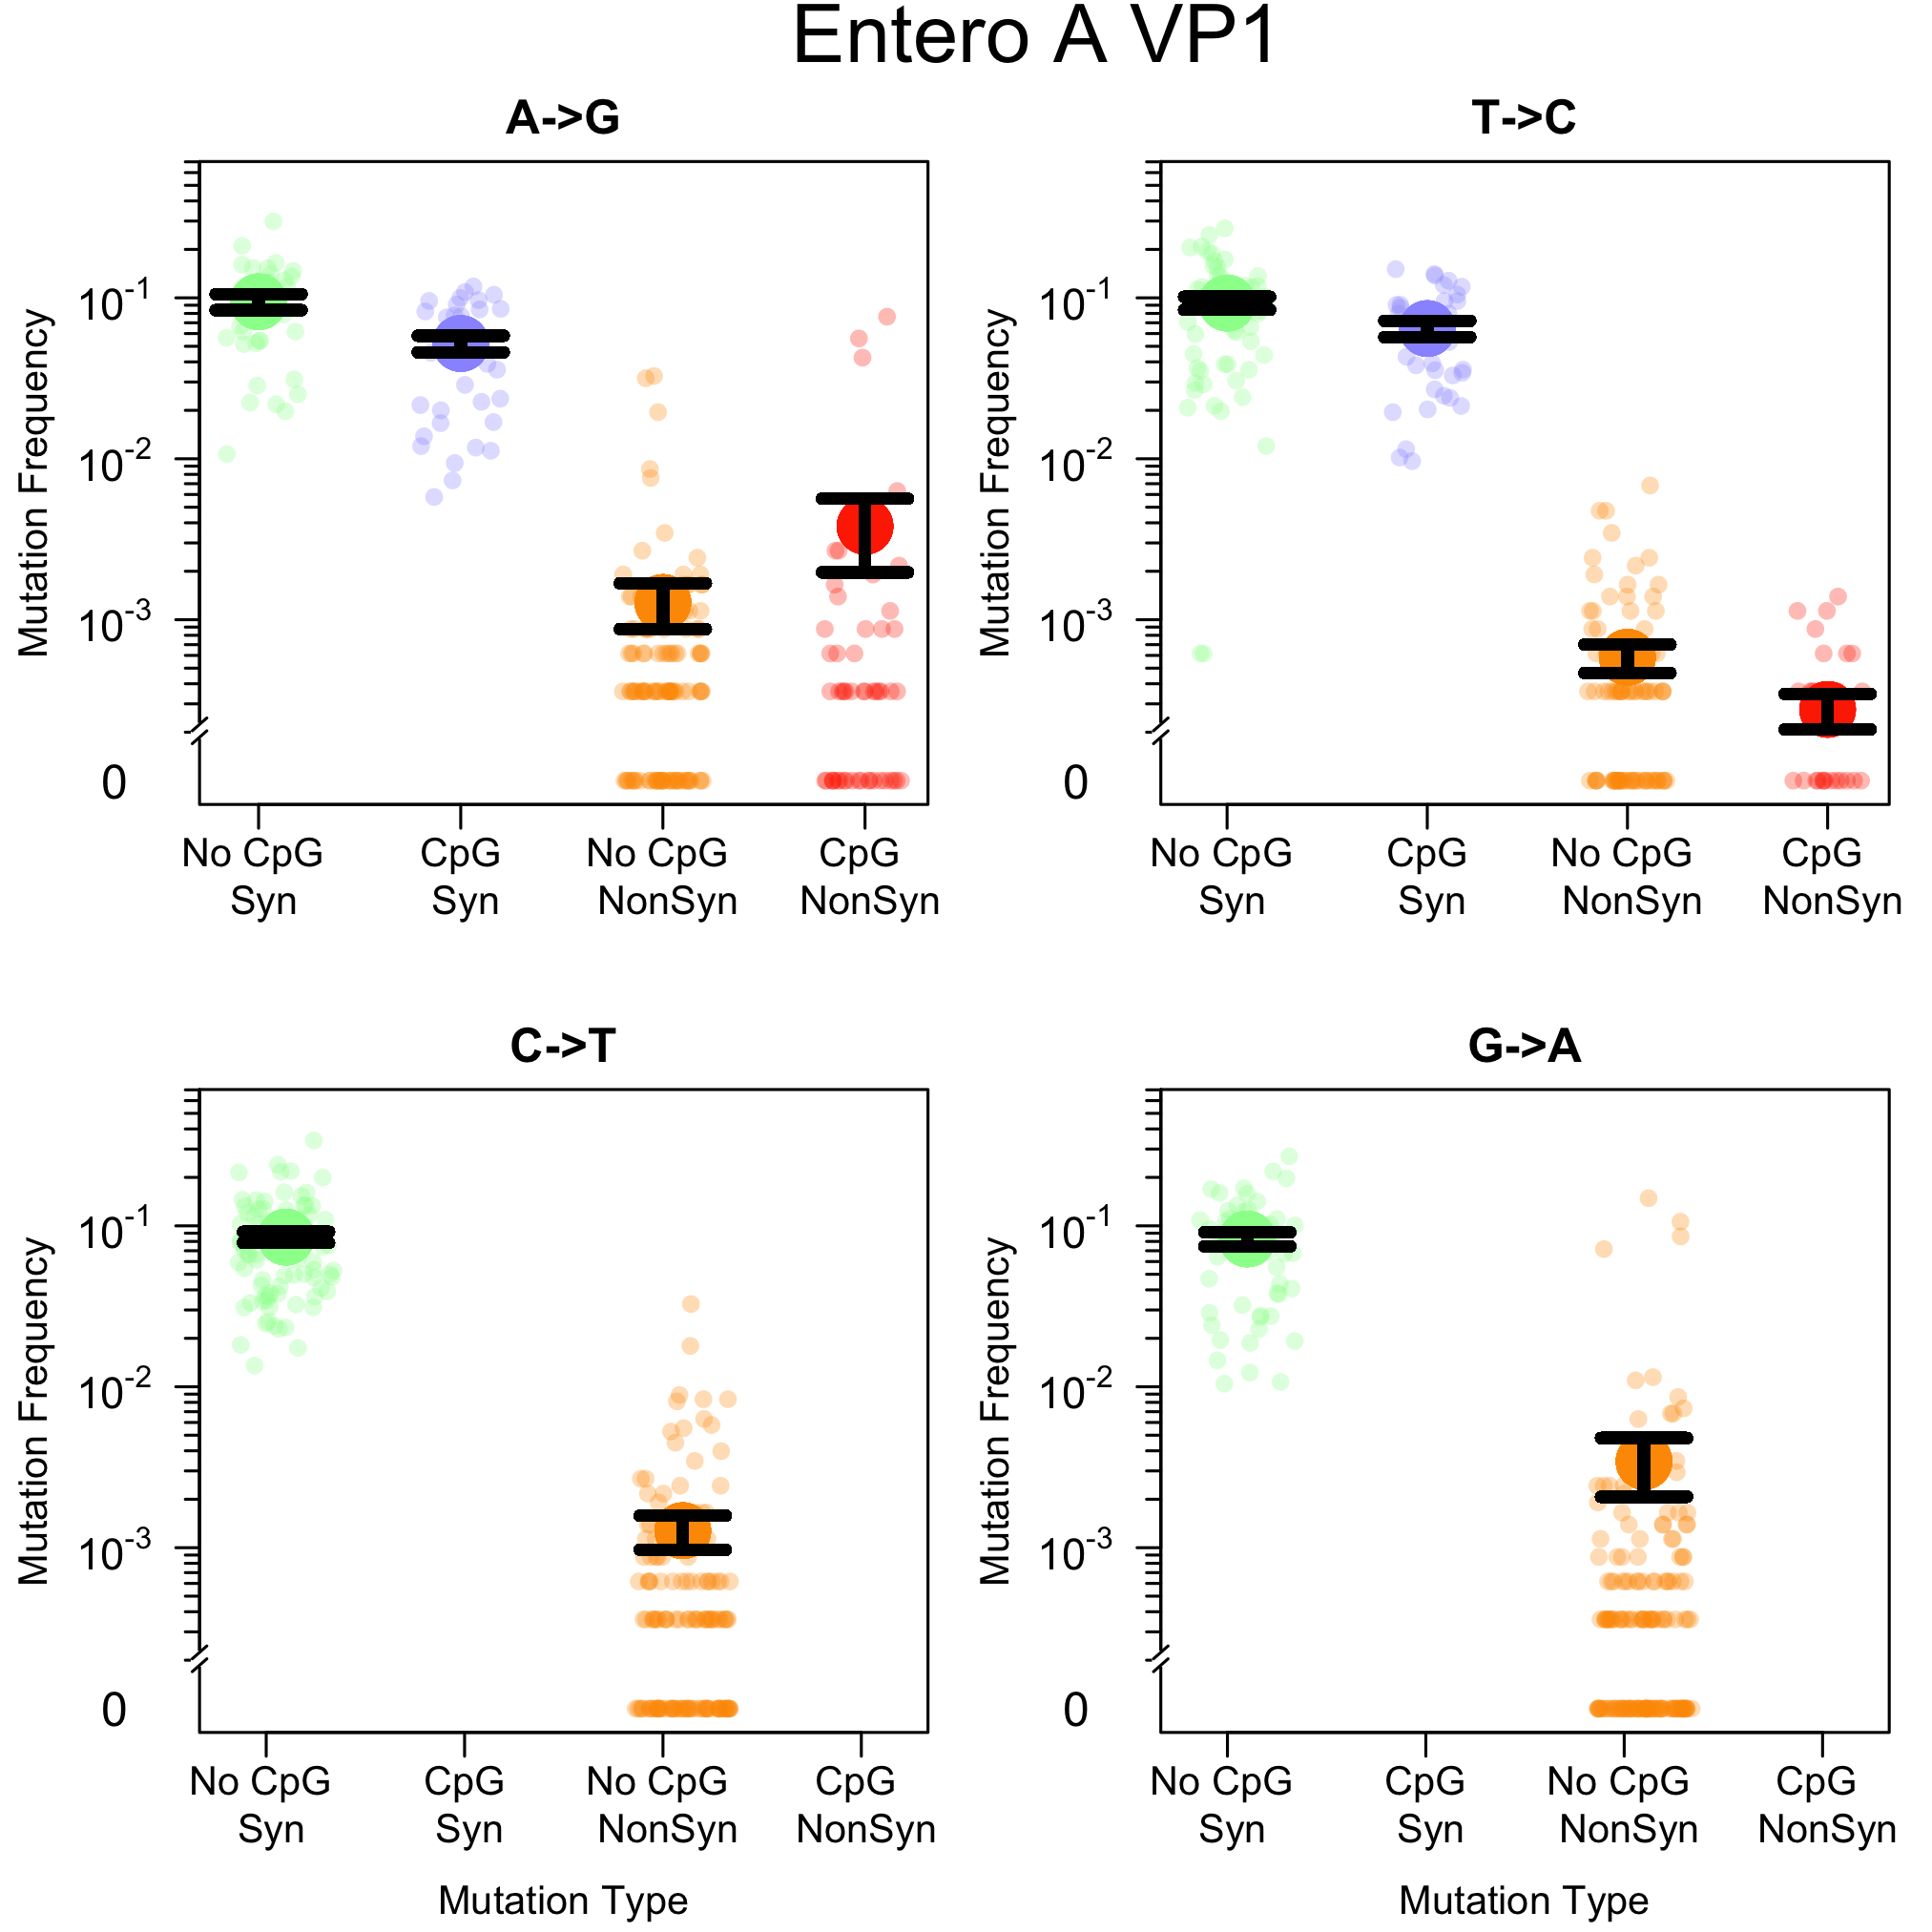 Entero A VP1
A->G
T->C
Mutation Frequency
10-1
10-2
10-3
0
No CpG Syn
CpG Syn
No CpG NonSyn
CpG NonSyn
Mutation Frequency
10-1
10-2
10-3
0
No CpG Syn
CpG Syn
No CpG NonSyn
CpG NonSyn
C->T
G->A
Mutation Frequency
10-1
10-2
10-3
0
No CpG Syn
CpG Syn
No CpG NonSyn
CpG NonSyn
Mutation Type
Mutation Frequency
10-1
10-2
10-3
0
No CpG Syn
CpG Syn
No CpG NonSyn
CpG NonSyn
Mutation Type